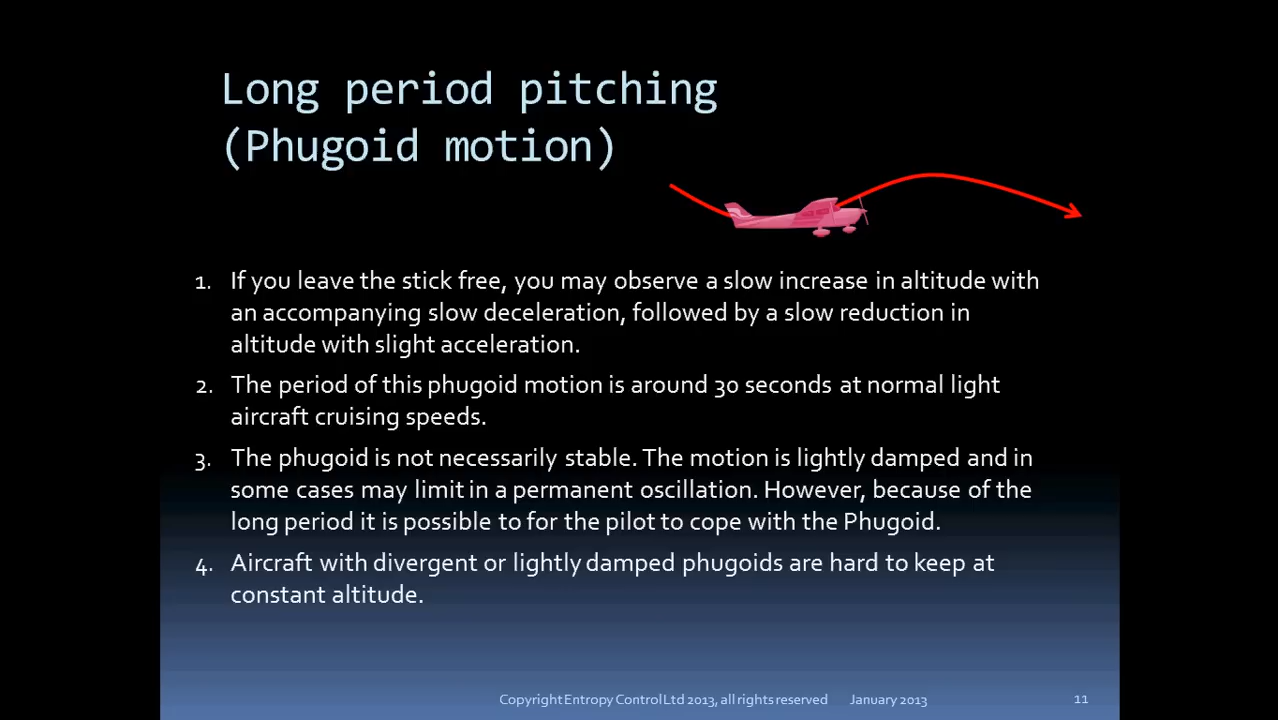 Long period pitching
(Phugoid motion)
1. If you leave the stick free, you may observe a slow increase in altitude with
an accompanying slow deceleration, followed by a slow reduction in
altitude with slight acceleration.
2. The period of this phugoid motion is around 30 seconds at normal light
aircraft cruising speeds.
3. The phugoid is not necessarily stable. The motion is lightly damped and in
some cases may limit in a permanent oscillation. However, because of the
long period it is possible to for the pilot to cope with the Phugoid.
4. Aircraft with divergent or lightly damped phugoids are hard to keep at
constant altitude.
Copyright Entropy Control Ltd 2013, all rights reserved January 2013 11